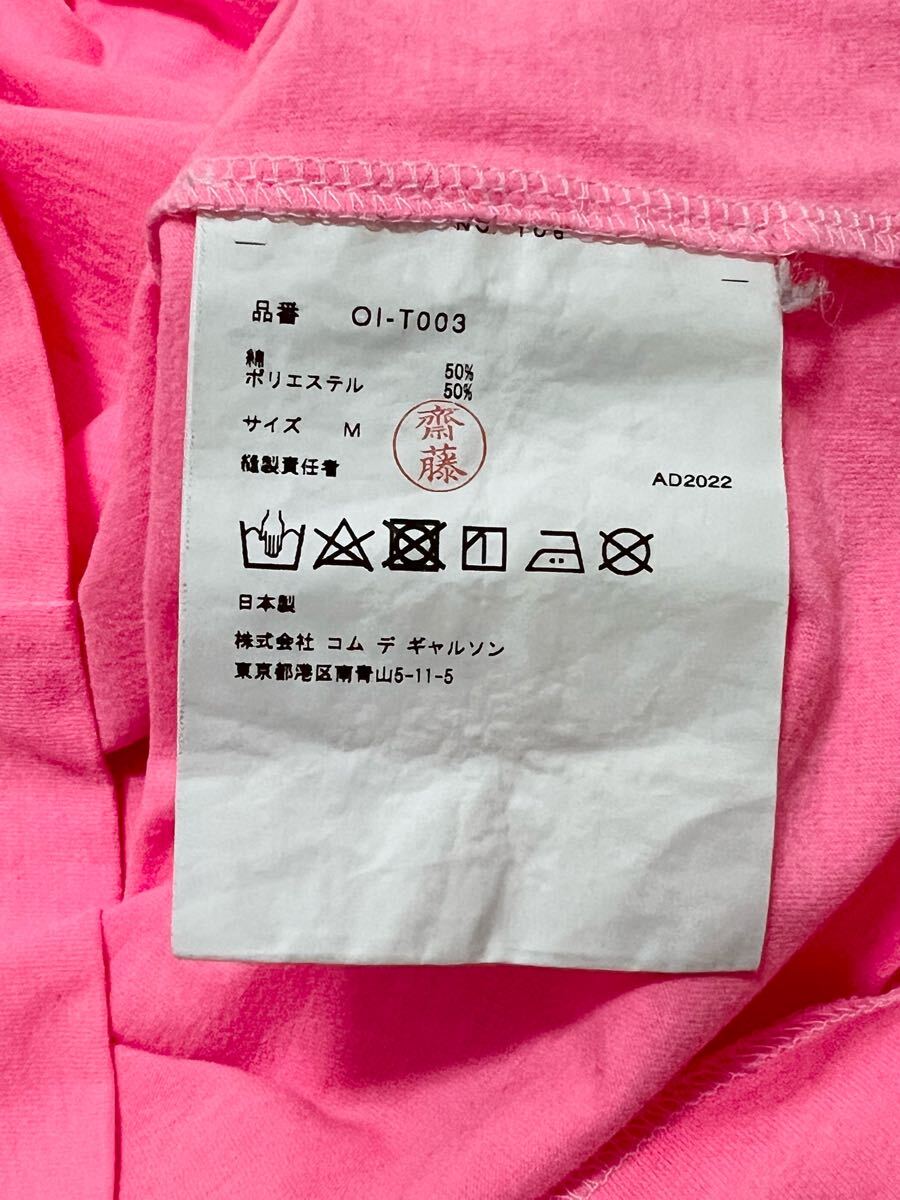 品番 OI-T003
綿 50%
ポリエステル 50%
サイズ M
齋藤
縫製責任者
AD2022
日本製
株式会社 コム デ ギャルソン
東京都港区南青山5-11-5